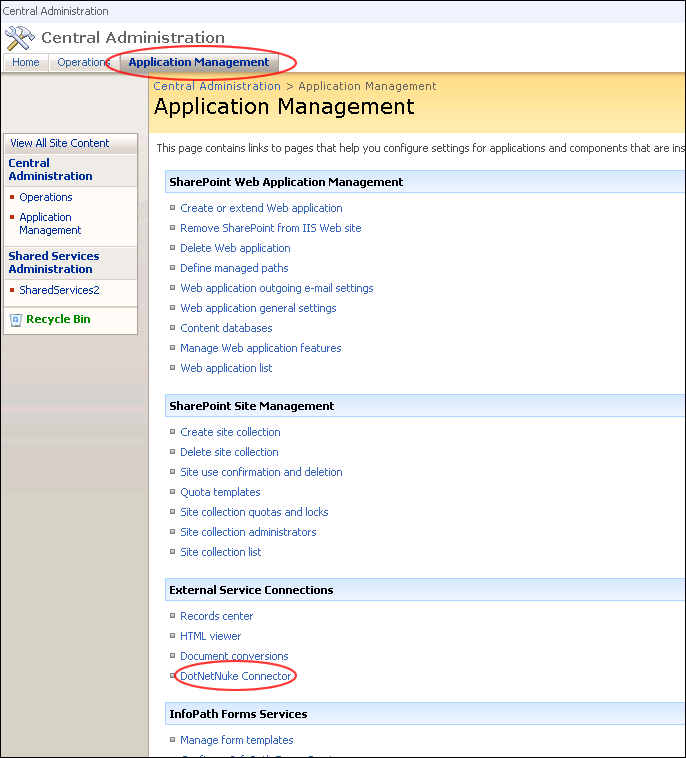 Central Administration
Central Administration
Home Operations Application Management
Central Administration > Application Management
Application Management
View All Site Content
Central
Administration
Operations
Application
Management
Shared Services
Administration
SharedServices2
Recycle Bin
This page contains links to pages that help you configure settings for applications and components that are ins
SharePoint Web Application Management
Create or extend Web application
Remove SharePoint from IIS Web site
Delete Web application
Define managed paths
Web application outgoing e-mail settings
Web application general settings
Content databases
Manage Web application features
Web application list
SharePoint Site Management
Create site collection
Delete site collection
Site use confirmation and deletion
Quota templates
Site collection quotas and locks
Site collection administrators
Site collection list
External Service Connections
Records center
HTML viewer
Document conversions
DotNetNuke Connector
InfoPath Forms Services
Manage form templates